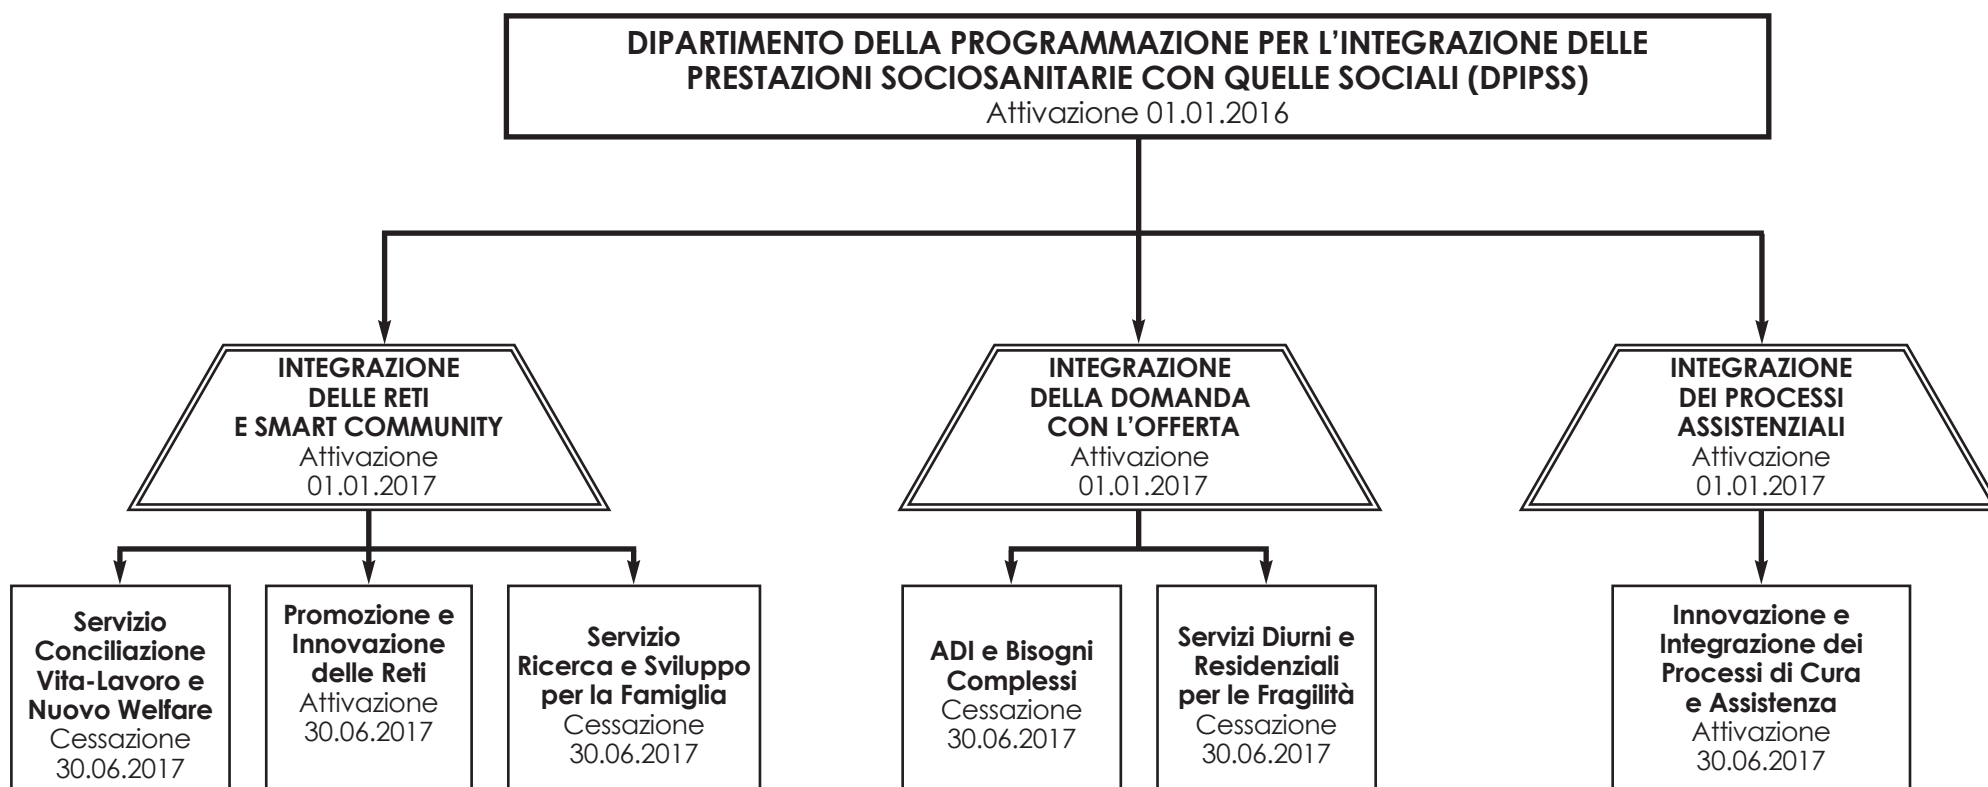 DIPARTIMENTO DELLA PROGRAMMAZIONE PER L'INTEGRAZIONE DELLE
PRESTAZIONI SOCIOSANITARIE CON QUELLE SOCIALI (DPIPSS)
Attivazione 01.01.2016
INTEGRAZIONE
DELLE RETI
E SMART COMMUNITY
Attivazione
01.01.2017
INTEGRAZIONE
DELLA DOMANDA
CON L'OFFERTA
Attivazione
01.01.2017
INTEGRAZIONE
DEI PROCESSI
ASSISTENZIALI
Attivazione
01.01.2017
Servizio
Conciliazione
Vita-Lavoro e
Nuovo Welfare
Cessazione
30.06.2017
Promozione e
Innovazione
delle Reti
Attivazione
30.06.2017
Servizio
Ricerca e Sviluppo
per la Famiglia
Cessazione
30.06.2017
ADI e Bisogni
Complessi
Cessazione
30.06.2017
Servizi Diurni e
Residenziali
per le Fragilità
Cessazione
30.06.2017
Innovazione e
Integrazione dei
Processi di Cura
e Assistenza
Attivazione
30.06.2017